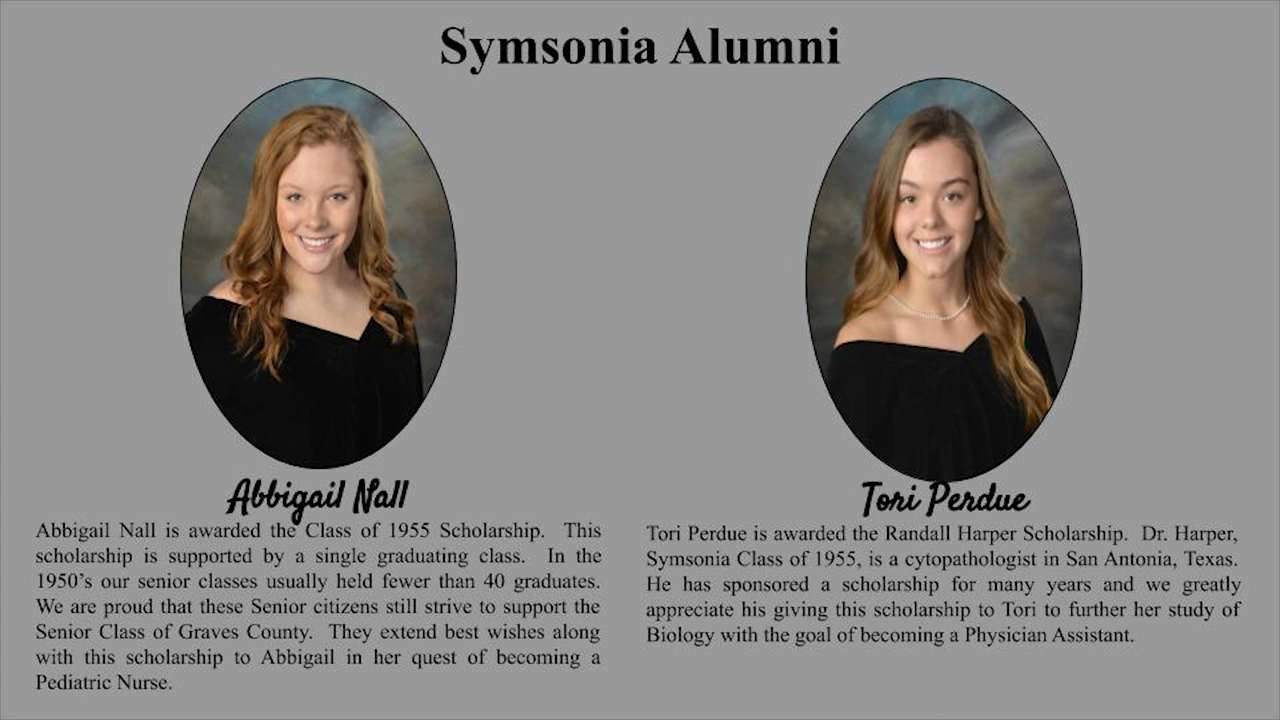 Symsonia Alumni
Abbigail Nall
Abbigail Nall is awarded the Class of 1955 Scholarship.  This
scholarship is supported by a single graduating class.  In the
1950’s our senior classes usually held fewer than 40 graduates.
We are proud that these Senior citizens still strive to support the
Senior Class of Graves County.  They extend best wishes along
with this scholarship to Abbigail in her quest of becoming a
Pediatric Nurse.
Tori Perdue
Tori Perdue is awarded the Randall Harper Scholarship.  Dr. Harper,
Symsonia Class of 1955, is a cytopathologist in San Antonia, Texas.
He has sponsored a scholarship for many years and we greatly
appreciate his giving this scholarship to Tori to further her study of
Biology with the goal of becoming a Physician Assistant.